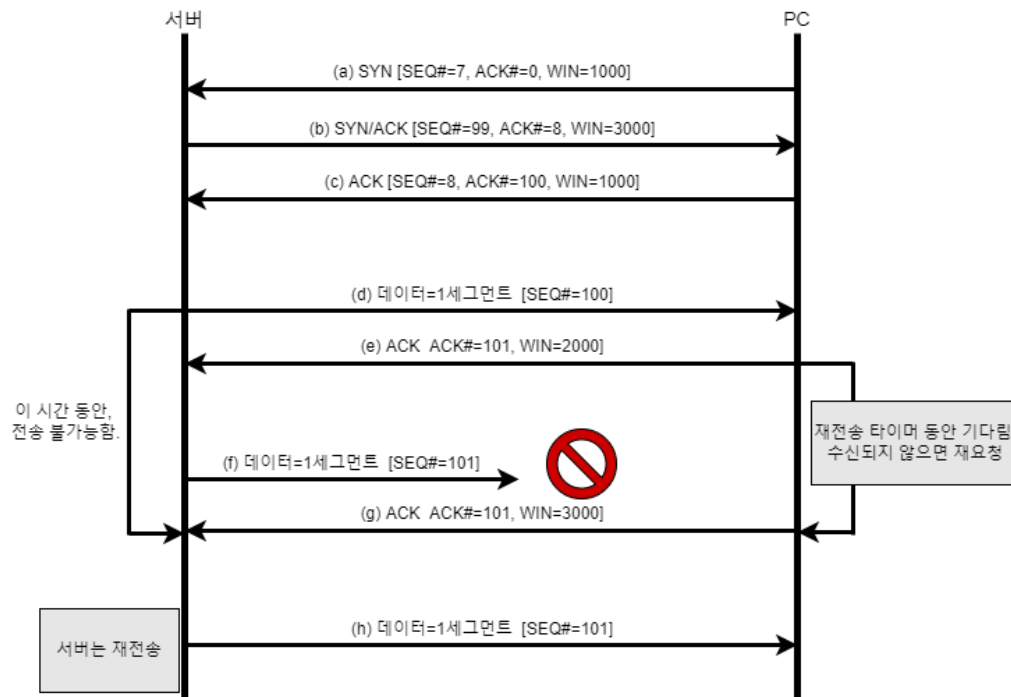 서버
PC
(a) SYN [SEQ#=7, ACK#=0, WIN=1000]
(b) SYN/ACK [SEQ#=99, ACK#=8, WIN=3000]
(c) ACK [SEQ#=8, ACK#=100, WIN=1000]
(d) 데이터=1세그먼트 [SEQ#=100]
(e) ACK ACK#=101, WIN=2000]
이 시간 동안,
전송 불가능함.
재전송 타이머 동안 기다림
수신되지 않으면 재요청
(f) 데이터=1세그먼트 [SEQ#=101]
(g) ACK ACK#=101, WIN=3000]
서버는 재전송
(h) 데이터=1세그먼트 [SEQ#=101]